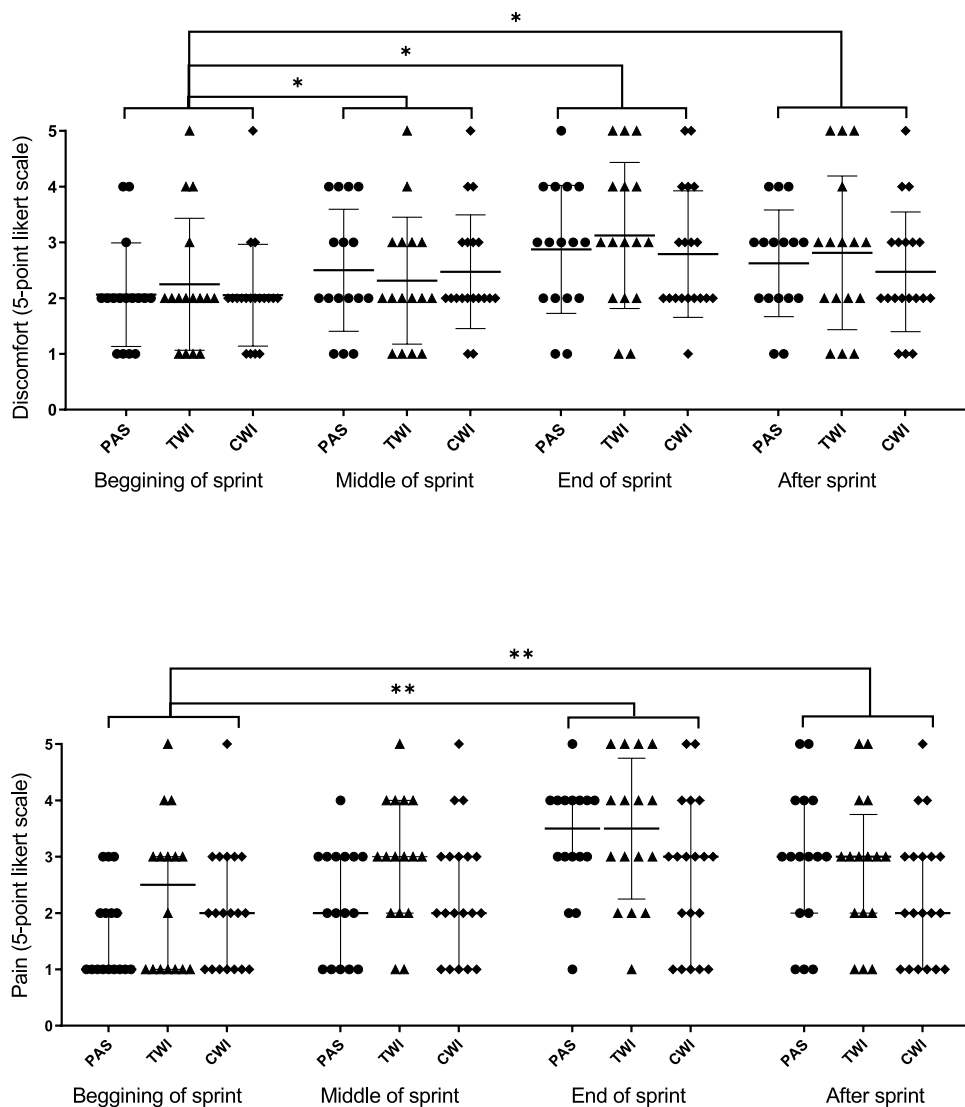 *
*
*
Discomfort (5-point likert scale)
5
4
3
2
1
0
PAS TWI CWI PAS TWI CWI PAS TWI CWI PAS TWI CWI
Beggining of sprint Middle of sprint End of sprint After sprint
**
**
Pain (5-point likert scale)
5
4
3
2
1
0
PAS TWI CWI PAS TWI CWI PAS TWI CWI PAS TWI CWI
Beggining of sprint Middle of sprint End of sprint After sprint